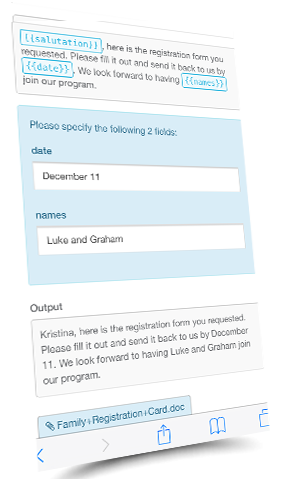 {{salutation}}, here is the registration form you
requested. Please fill it out and send it back to us by
{{date}}. We look forward to having {{names}}
join our program.
Please specify the following 2 fields:
date
December 11
names
Luke and Graham
Output
Kristina, here is the registration form you requested.
Please fill it out and send it back to us by December
11. We look forward to having Luke and Graham join
our program.
Family+Registration+Card.doc